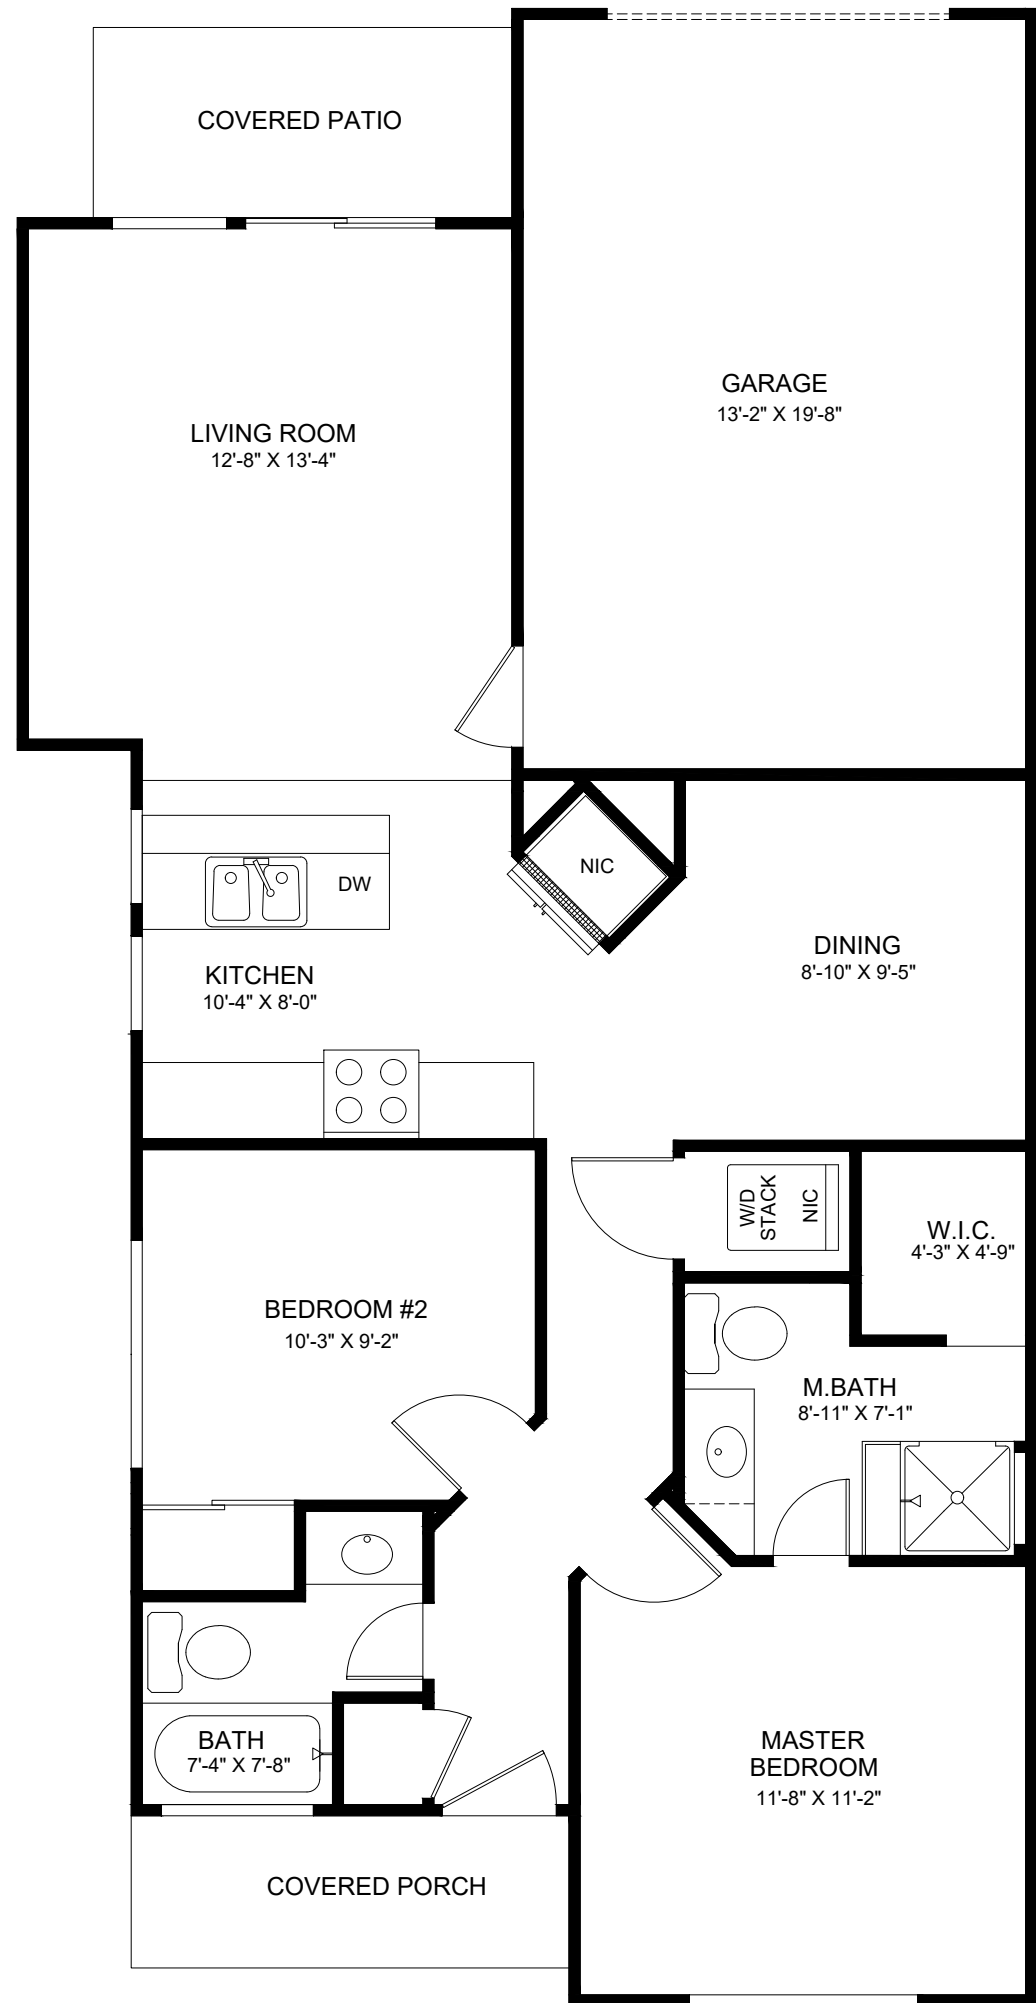 COVERED PATIO
GARAGE
13'-2" X 19'-8"
LIVING ROOM
12'-8" X 13'-4"
NIC
DW
DINING
8'-10" X 9'-5"
KITCHEN
10'-4" X 8'-0"
W/D
STACK
NIC
W.I.C.
4'-3" X 4'-9"
BEDROOM #2
10'-3" X 9'-2"
M.BATH
8'-11" X 7'-1"
BATH
7'-4" X 7'-8"
MASTER
BEDROOM
11'-8" X 11'-2"
COVERED PORCH